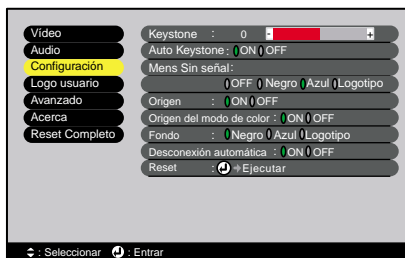 Vídeo
Audio
Configuración
Logo usuario
Avanzado
Acerca
Reset Completo
Keystone : 0 - +
Auto Keystone : ON OFF
Mens Sin señal:
OFF Negro Azul Logotipo
Origen : ON OFF
Origen del modo de color : ON OFF
Fondo : Negro Azul Logotipo
Desconexión automática : ON OFF
Reset : Ejecutar
: Seleccionar : Entrar